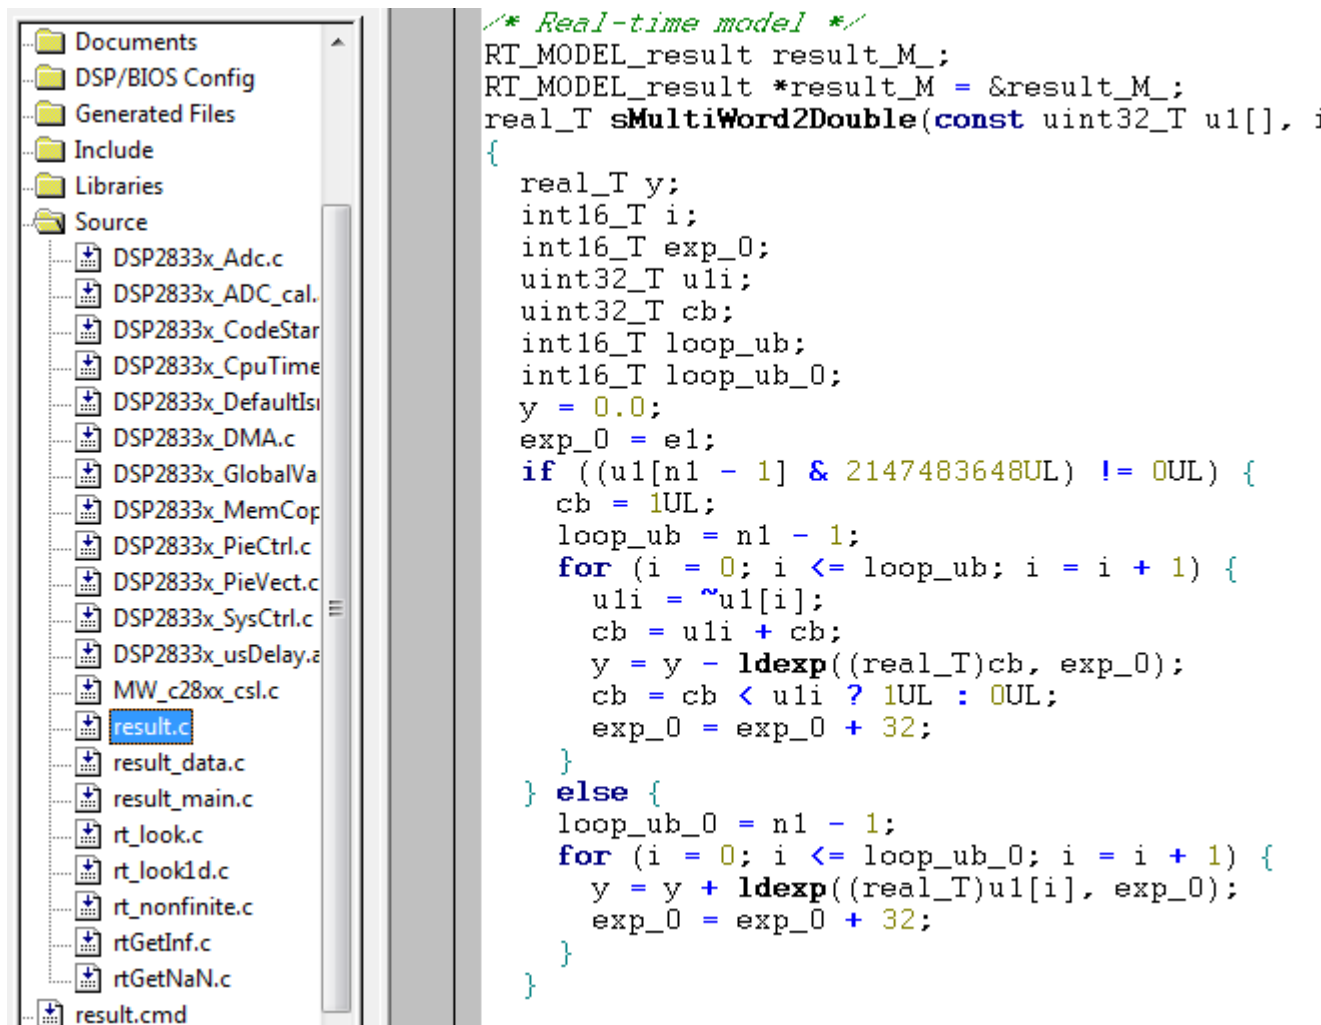 Documents
DSP/BIOS Config
Generated Files
Include
Libraries
Source
DSP2833x_Adc.c
DSP2833x_ADC_cal.
DSP2833x_CodeStar
DSP2833x_CpuTime
DSP2833x_DefaultIsr
DSP2833x_DMA.c
DSP2833x_GlobalVa
DSP2833x_MemCop
DSP2833x_PieCtrl.c
DSP2833x_PieVect.c
DSP2833x_SysCtrl.c
DSP2833x_usDelay.a
MW_c28xx_csl.c
result.c
result_data.c
result_main.c
rt_look.c
rt_look1d.c
rt_nonfinite.c
rtGetInf.c
rtGetNaN.c
result.cmd
/* Real-time model */
RT_MODEL_result result_M_;
RT_MODEL_result *result_M = &result_M_;
real_T sMultiWord2Double(const uint32_T u1[], i
{
  real_T y;
  int16_T i;
  int16_T exp_0;
  uint32_T u1i;
  uint32_T cb;
  int16_T loop_ub;
  int16_T loop_ub_0;
  y = 0.0;
  exp_0 = e1;
  if ((u1[n1 - 1] & 2147483648UL) != 0UL) {
    cb = 1UL;
    loop_ub = n1 - 1;
    for (i = 0; i <= loop_ub; i = i + 1) {
      u1i = ~u1[i];
      cb = u1i + cb;
      y = y - ldexp((real_T)cb, exp_0);
      cb = cb < u1i ? 1UL : 0UL;
      exp_0 = exp_0 + 32;
    }
  } else {
    loop_ub_0 = n1 - 1;
    for (i = 0; i <= loop_ub_0; i = i + 1) {
      y = y + ldexp((real_T)u1[i], exp_0);
      exp_0 = exp_0 + 32;
    }
  }